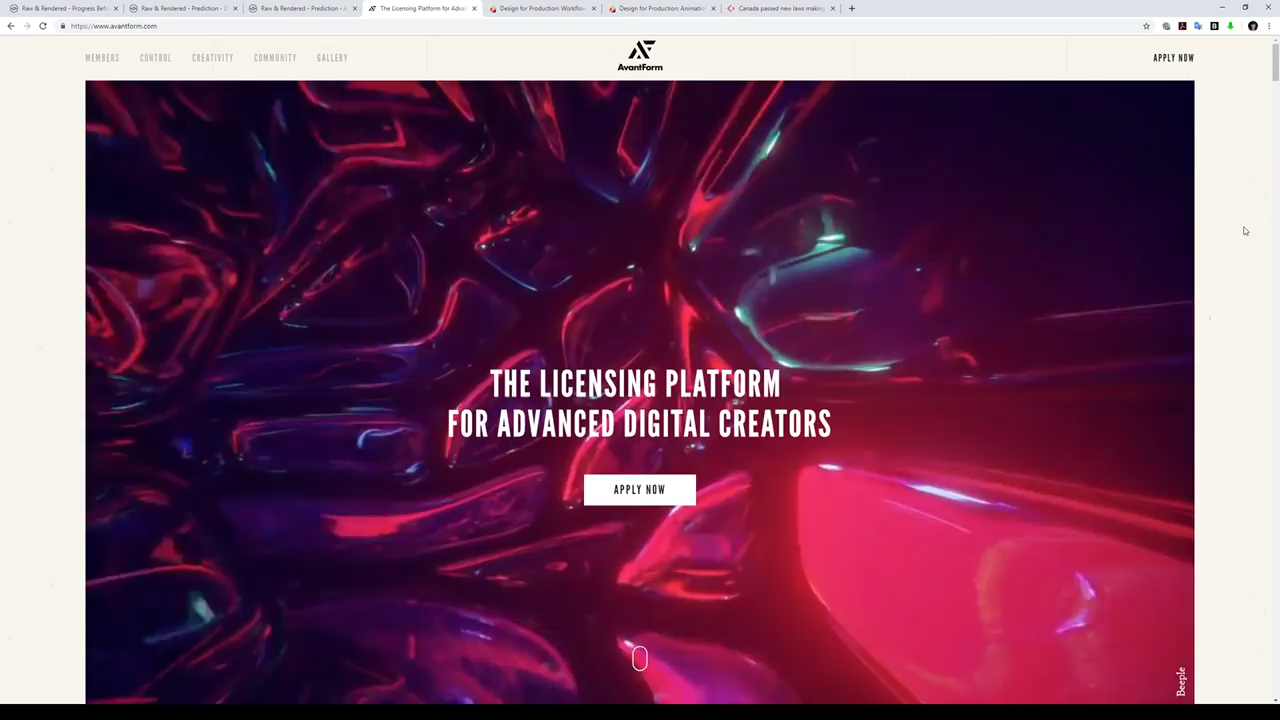 Raw & Rendered - Progress Befo
Raw & Rendered - Prediction - D
Raw & Rendered - Prediction - A
The Licensing Platform for Advan
Design for Production: Workflow
Design for Production: Animatio
Canada passed new laws making
https://www.avantform.com
MEMBERS CONTROL CREATIVITY COMMUNITY GALLERY
AvantForm
APPLY NOW
THE LICENSING PLATFORM
FOR ADVANCED DIGITAL CREATORS
APPLY NOW
Beeple